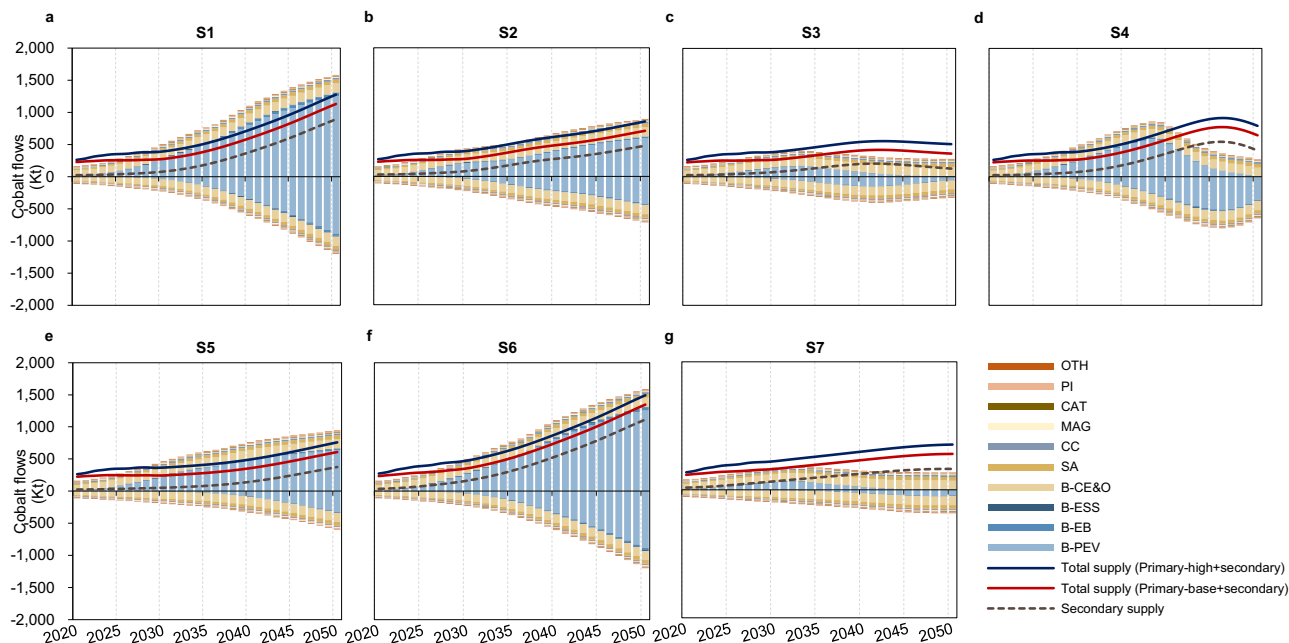 a
S1
b
S2
c
S3
d
S4
2,000
1,500
1,000
500
0
-500
-1,000
-1,500
-2,000
Cobalt flows
(Kt)
e
S5
f
S6
g
S7
2,000
1,500
1,000
500
0
-500
-1,000
-1,500
-2,000
Cobalt flows
(Kt)
2020 2025 2030 2035 2040 2045 2050
2020 2025 2030 2035 2040 2045 2050
2020 2025 2030 2035 2040 2045 2050
OTH
PI
CAT
MAG
CC
SA
B-CE&O
B-ESS
B-EB
B-PEV
Total supply (Primary-high+secondary)
Total supply (Primary-base+secondary)
Secondary supply